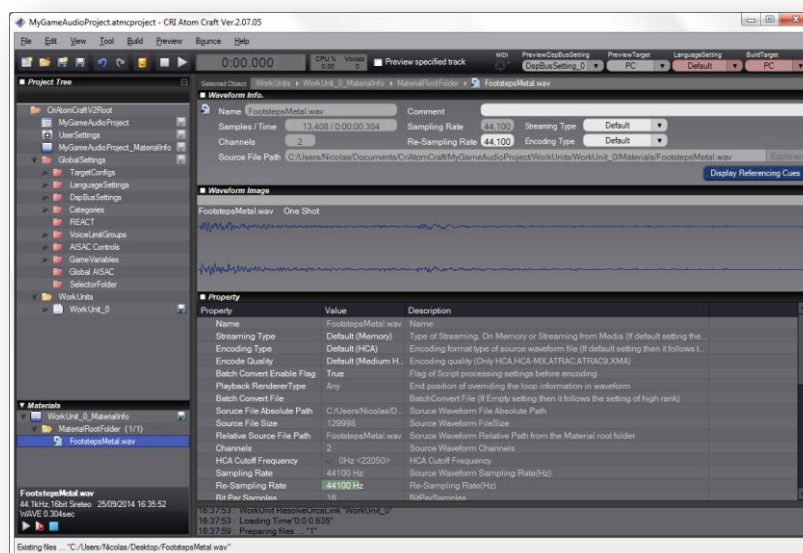 MyGameAudioProject.atmcproject - CRI Atom Craft Ver.2.07.05
File Edit View Tool Build Preview Bounce Help
0:00.000
CPU % Voces
0.00 0
Preview specified track
MIDI
PreviewDspBusSetting PreviewTarget LanguageSetting BuildTarget
DspBusSetting_0 PC Default PC
Project Tree
CriAtomCraftV2Root
MyGameAudioProject
UserSettings
MyGameAudioProject_MaterialInfo
GlobalSettings
TargetConfigs
LanguageSettings
DspBusSettings
Categories
REACT
VoiceLimitGroups
AISAC Controls
GameVariables
Global AISAC
SelectorFolder
WorkUnits
WorkUnit_0
Materials
WorkUnit_0_MaterialInfo
MaterialRootFolder (1/1)
FootstepsMetal.wav
FootstepsMetal.wav
44.1kHz,16bit Sreteo 25/09/2014 16:35:52
WAVE 0.304sec
Selected Object WorkUnits WorkUnit_0_MaterialInfo MaterialRootFolder FootstepsMetal.wav
Waveform Info.
Name FootstepsMetal.wav Comment
Samples / Time 13,408 / 0:00:00.304 Sampling Rate 44,100 Streaming Type Default
Channels 2 Re-Sampling Rate 44,100 Encoding Type Default
Source File Path C:/Users/Nicolas/Documents/CriAtomCraft/MyGameAudioProject/WorkUnits/WorkUnit_0/Materials/FootstepsMetal.wav Explorer
Display Referencing Cues
Waveform Image
FootstepsMetal.wav One Shot
Property
Property Value Description
Name FootstepsMetal.wav Name
Streaming Type Default (Memory) Type of Streaming, On Memory or Streaming from Media (If default setting the...
Encoding Type Default (HCA) Encoding format type of source waveform file (If default setting then it follows t...
Encode Quality Default (Medium H... Encoding quality (Only HCA,HCA-MX,ATRAC,ATRAC9,XMA)
Batch Convert Enable Flag True Flag of Script processing settings before encoding
Playback RendererType Any End position of overriding the loop information in waveform
Batch Convert File BatchConvert File (If Empty setting then it follows the setting of high rank)
Soruce File Absolute Path C:/Users/Nicolas/D... Soruce Waveform File Absolute Path
Source File Size 129998 Source Waveform FileSize
Relative Source File Path FootstepsMetal.wav Soruce Waveform Relative Path from the Material root folder
Channels 2 Source Waveform Channels
HCA Cutoff Frequency 0Hz <22050> HCA Cutoff Frequency
Sampling Rate 44100 Hz Source Waveform Sampling Rate(Hz)
Re-Sampling Rate 44100 Hz Re-Sampling Rate(Hz)
Bit Per Samples 16 BitPerSamples
16:37:53 : WorkUnit ResolveOrcaLink "WorkUnit_0"
16:37:53 : Loading Time"0:0:0.635"
16:37:59 : Preparing files ... "1"
Existing files ... "C:/Users/Nicolas/Desktop/FootstepsMetal.wav"